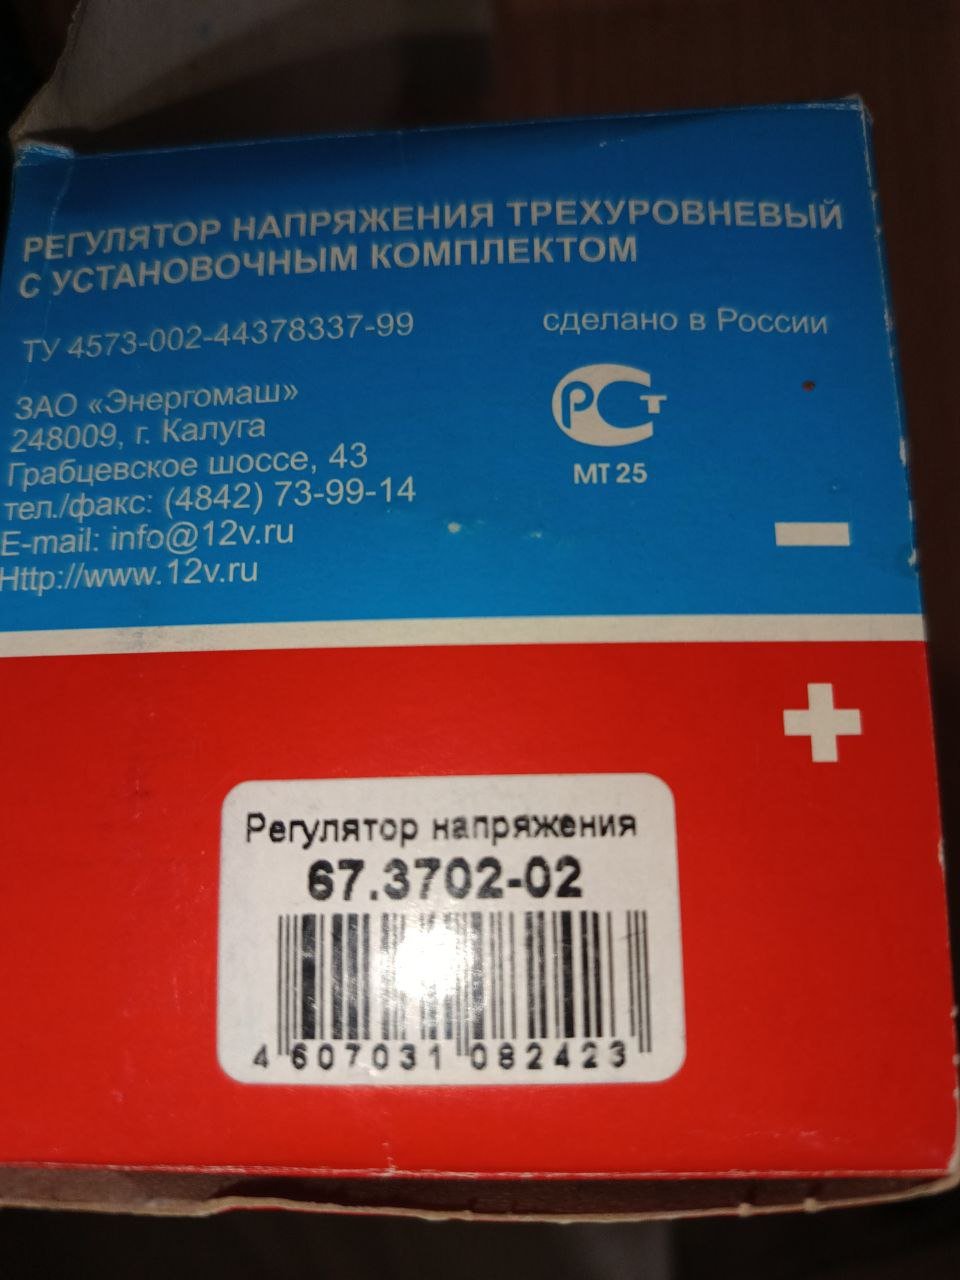 РЕГУЛЯТОР НАПРЯЖЕНИЯ ТРЕХУРОВНЕВЫЙ
С УСТАНОВОЧНЫМ КОМПЛЕКТОМ
ТУ 4573-002-44378337-99
сделано в России
ЗАО «Энергомаш»
248009, г. Калуга
Грабцевское шоссе, 43
тел./факс: (4842) 73-99-14
E-mail: info@12v.ru
Http://www.12v.ru
РСТ
МТ 25
Регулятор напряжения
67.3702-02
4 607031 082423